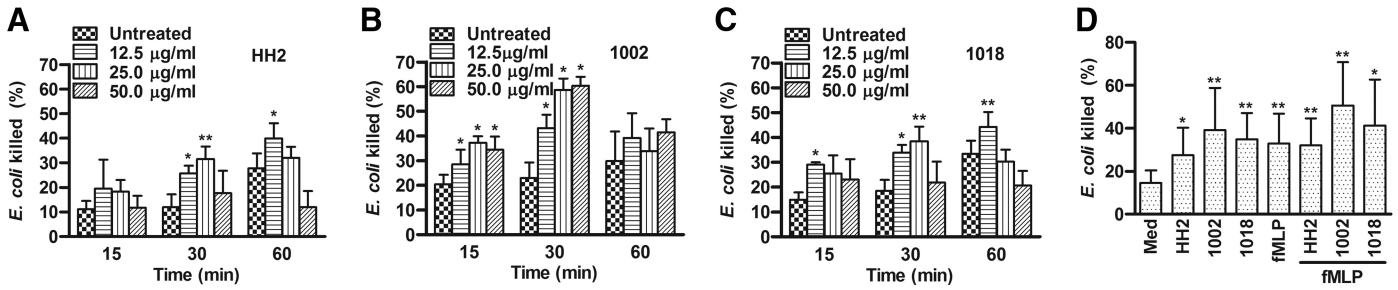 A
Untreated
12.5 µg/ml
25.0 µg/ml
50.0 µg/ml
HH2
E. coli killed (%)
70
60
50
40
30
20
10
0
* ** *
15 30 60
Time (min)
B
Untreated
12.5µg/ml
25.0 µg/ml
50.0 µg/ml
1002
E. coli killed (%)
70
60
50
40
30
20
10
0
* * * * * *
15 30 60
Time (min)
C
Untreated
12.5 µg/ml
25.0 µg/ml
50.0 µg/ml
1018
E. coli killed (%)
70
60
50
40
30
20
10
0
* * ** **
15 30 60
Time (min)
D
E. coli killed (%)
80
60
40
20
0
* ** ** ** ** ** *
Med HH2 1002 1018 fMLP HH2 1002 1018
fMLP